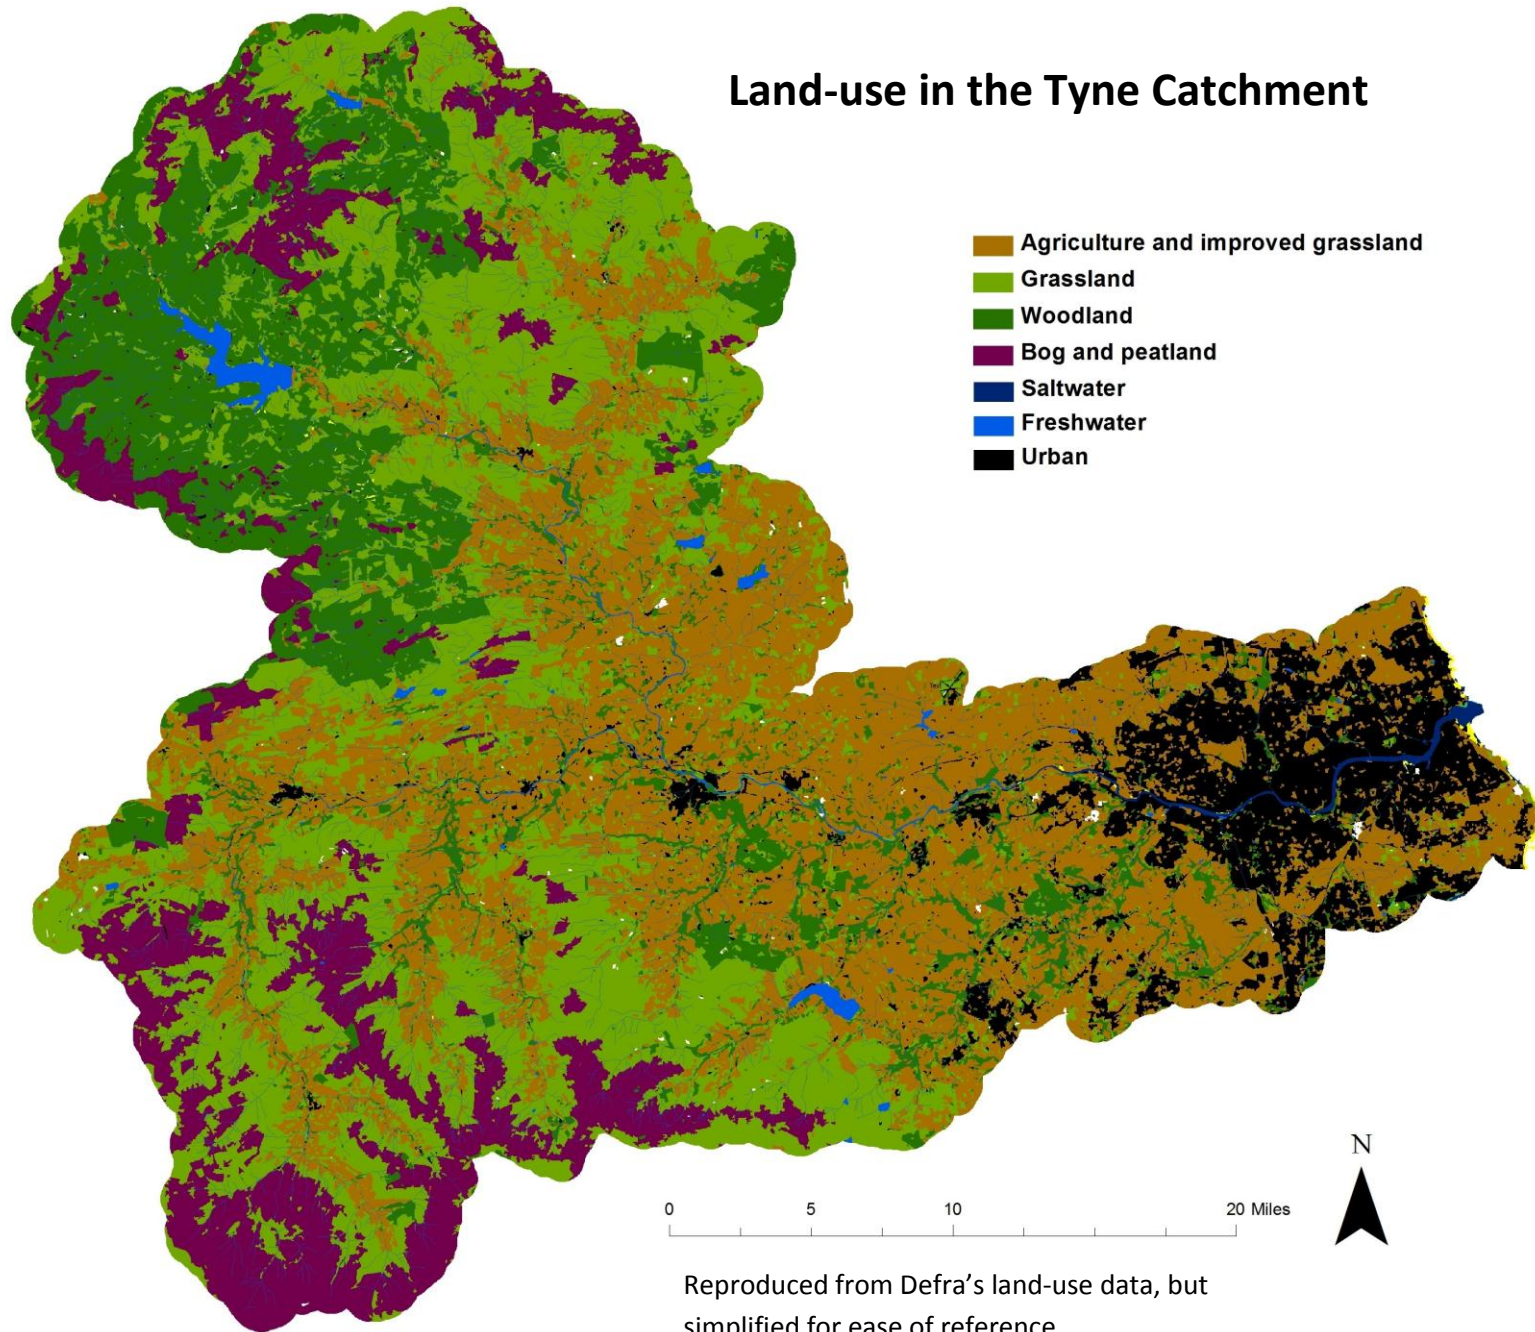 Land-use in the Tyne Catchment
Agriculture and improved grassland
Grassland
Woodland
Bog and peatland
Saltwater
Freshwater
Urban
N
0 5 10 20 Miles
Reproduced from Defra’s land-use data, but
simplified for ease of reference